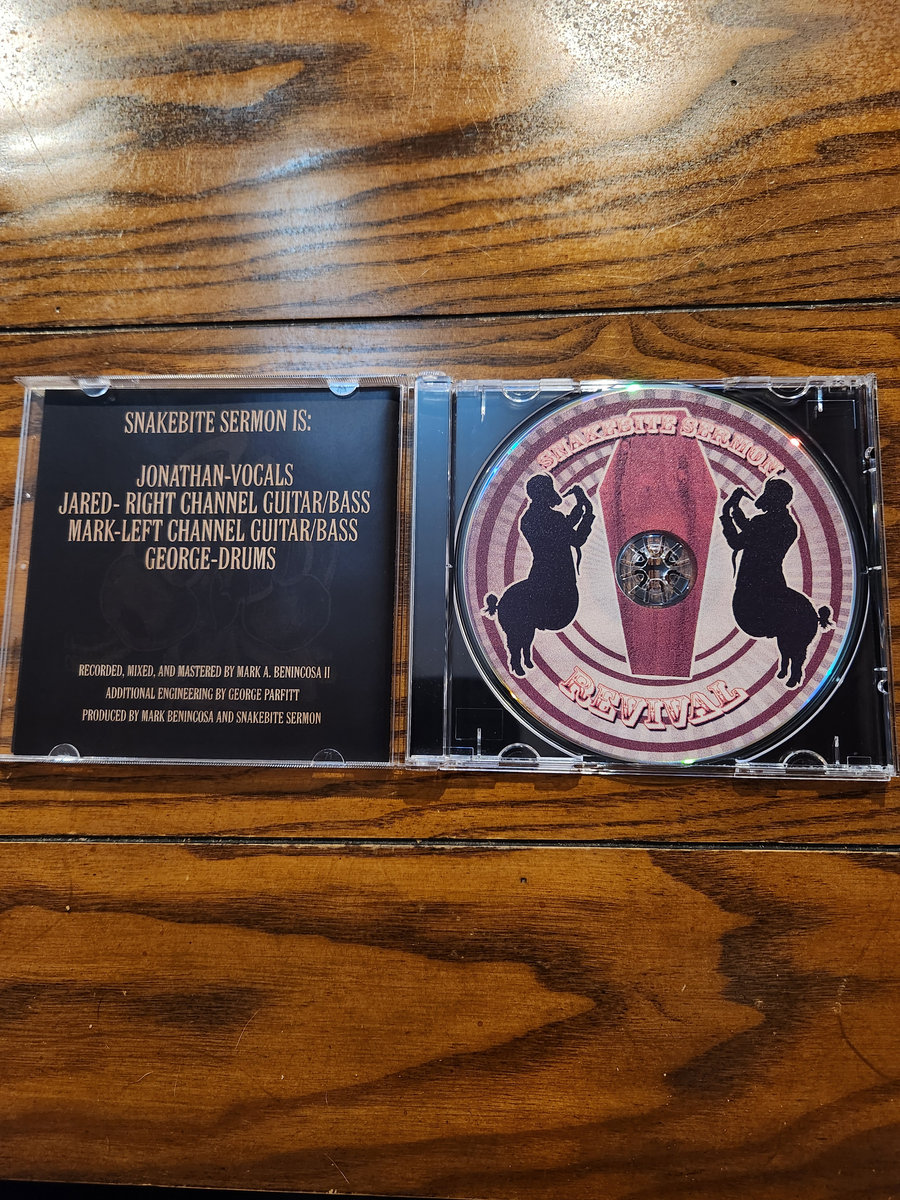 SNAKEBITE SERMON IS:
JONATHAN-VOCALS
JARED- RIGHT CHANNEL GUITAR/BASS
MARK-LEFT CHANNEL GUITAR/BASS
GEORGE-DRUMS
RECORDED, MIXED, AND MASTERED BY MARK A. BENINCOSA II
ADDITIONAL ENGINEERING BY GEORGE PARFITT
PRODUCED BY MARK BENINCOSA AND SNAKEBITE SERMON
SNAKEBITE SERMON
REVIVAL